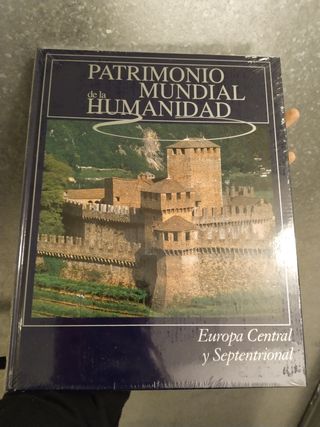 PATRIMONIO
MUNDIAL
de la
HUMANIDAD
Europa Central
y Septentrional